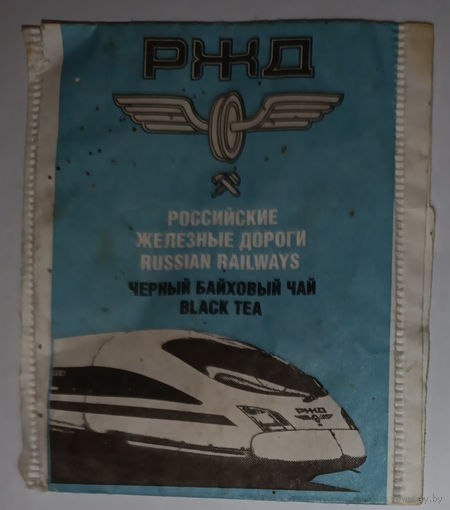 РЖД
РОССИЙСКИЕ
ЖЕЛЕЗНЫЕ ДОРОГИ
RUSSIAN RAILWAYS
ЧЕРНЫЙ БАЙХОВЫЙ ЧАЙ
BLACK TEA
РЖД